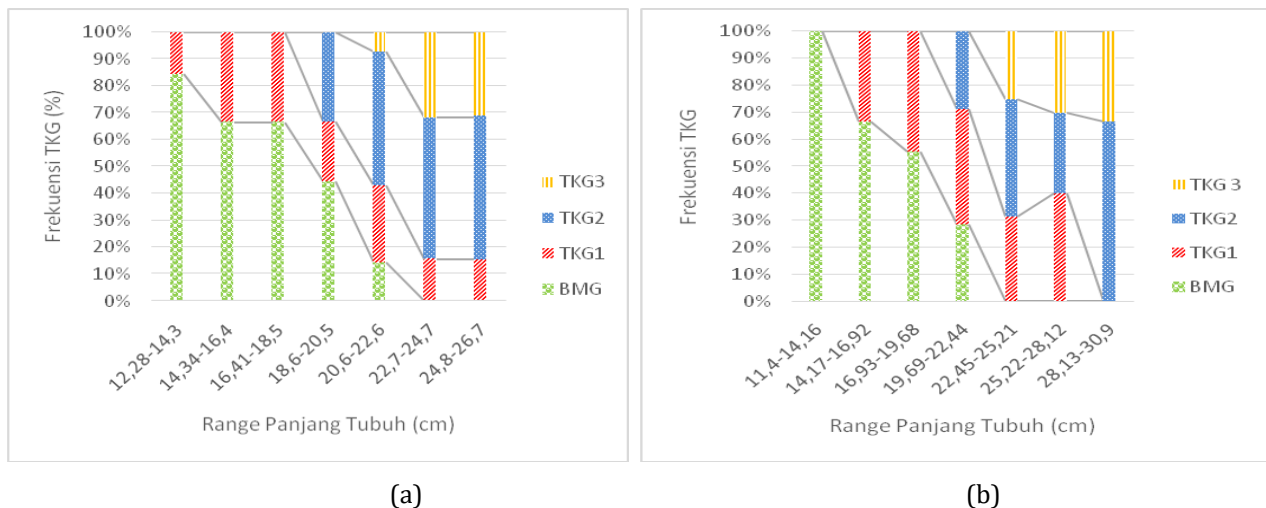 100%
90%
80%
70%
60%
50%
40%
30%
20%
10%
0%
Frekuensi TKG (%)
12,28-14,3
14,34-16,4
16,41-18,5
18,6-20,5
20,6-22,6
22,7-24,7
24,8-26,7
Range Panjang Tubuh (cm)
TKG3
TKG2
TKG1
BMG
(a)
100%
90%
80%
70%
60%
50%
40%
30%
20%
10%
0%
Frekuensi TKG
11,4-14,16
14,17-16,92
16,93-19,68
19,69-22,44
22,45-25,21
25,22-28,12
28,13-30,9
Range Panjang Tubuh (cm)
TKG 3
TKG2
TKG1
BMG
(b)